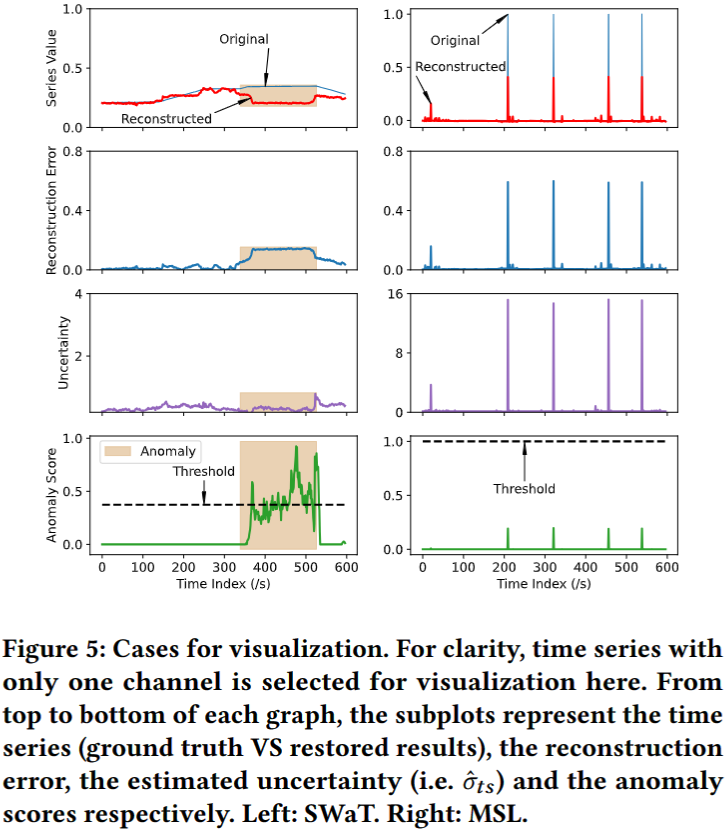 1.0
0.5
0.0
Series Value
Original
Reconstructed
1.0
0.5
0.0
Original
Reconstructed
0.8
0.4
0.0
Reconstruction Error
0.8
0.4
0.0
4
2
Uncertainty
16
8
0
1.0
0.5
0.0
Anomaly Score
Anomaly
Threshold
0 100 200 300 400 500 600
Time Index (/s)
1.0
0.5
0.0
Threshold
0 100 200 300 400 500 600
Time Index (/s)
Figure 5: Cases for visualization. For clarity, time series with
only one channel is selected for visualization here. From
top to bottom of each graph, the subplots represent the time
series (ground truth VS restored results), the reconstruction
error, the estimated uncertainty (i.e. σ̂ₜₛ) and the anomaly
scores respectively. Left: SWaT. Right: MSL.